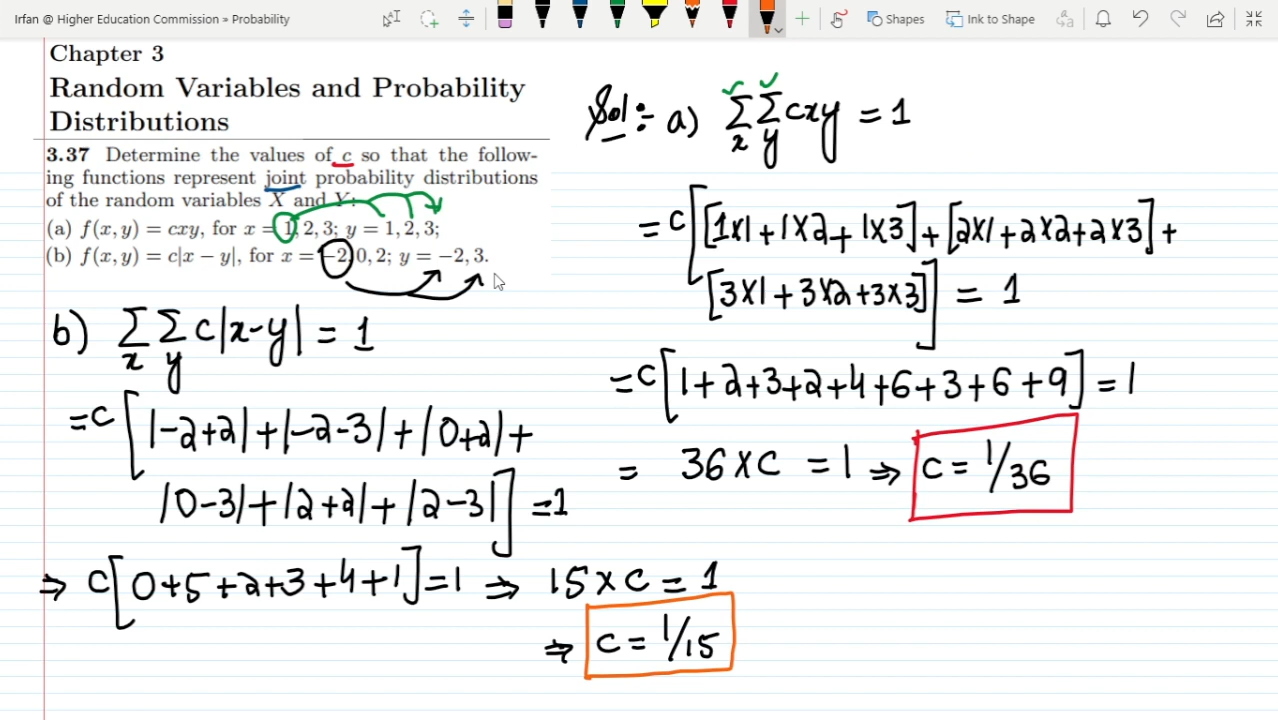 Irfan @ Higher Education Commission » Probability
Shapes
Ink to Shape
Chapter 3
Random Variables and Probability
Distributions
3.37 Determine the values of c so that the follow-
ing functions represent joint probability distributions
of the random variables X and Y:
(a) f(x, y) = cxy, for x = 1, 2, 3; y = 1, 2, 3;
(b) f(x, y) = c|x − y|, for x = −2, 0, 2; y = −2, 3.
b) Σx Σy c|x-y| = 1
= c [|-2+2|+|-2-3|+|0+2|+
|0-3|+|2+2|+|2-3|] = 1
⇒ c[0+5+2+3+4+1] = 1 ⇒ 15 × c = 1
⇒ c = 1/15
Sol:- a) Σx Σy cxy = 1
= c [[1×1+1×2+1×3]+[2×1+2×2+2×3]+
[3×1+3×2+3×3]] = 1
= c [1+2+3+2+4+6+3+6+9] = 1
= 36 × c = 1 ⇒ c = 1/36